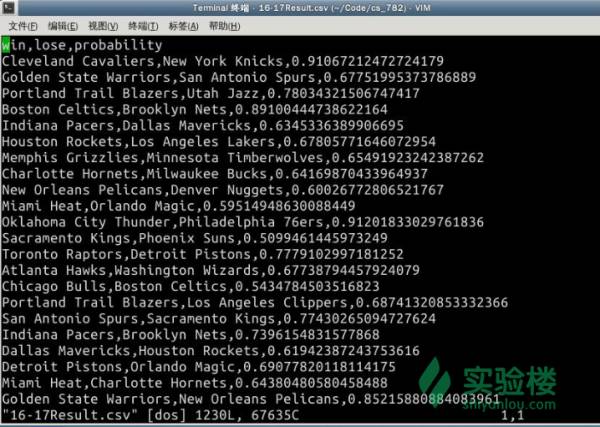 Terminal 终端 - 16-17Result.csv (~/Code/cs_782) - VIM
文件(F) 编辑(E) 视图(V) 终端(T) 标签(A) 帮助(H)
win,lose,probability
Cleveland Cavaliers,New York Knicks,0.91067212472724179
Golden State Warriors,San Antonio Spurs,0.67751995373786889
Portland Trail Blazers,Utah Jazz,0.78034321506747417
Boston Celtics,Brooklyn Nets,0.89100444738622164
Indiana Pacers,Dallas Mavericks,0.6345336389906695
Houston Rockets,Los Angeles Lakers,0.67805771646072954
Memphis Grizzlies,Minnesota Timberwolves,0.65491923242387262
Charlotte Hornets,Milwaukee Bucks,0.64169870433964937
New Orleans Pelicans,Denver Nuggets,0.60026772806521767
Miami Heat,Orlando Magic,0.59514948630088449
Oklahoma City Thunder,Philadelphia 76ers,0.91201833029761836
Sacramento Kings,Phoenix Suns,0.5099461445973249
Toronto Raptors,Detroit Pistons,0.7779102997181252
Atlanta Hawks,Washington Wizards,0.67738794457924079
Chicago Bulls,Boston Celtics,0.5434784503516823
Portland Trail Blazers,Los Angeles Clippers,0.68741320853332366
San Antonio Spurs,Sacramento Kings,0.77430265094727624
Indiana Pacers,Brooklyn Nets,0.7396154831577868
Dallas Mavericks,Houston Rockets,0.61942387243753616
Detroit Pistons,Orlando Magic,0.69077820118114175
Miami Heat,Charlotte Hornets,0.64380480580458488
Golden State Warriors,New Orleans Pelicans,0.85215880884083961
"16-17Result.csv" [dos] 1230L, 67635C 1,1
实验楼
shiyanlou.com